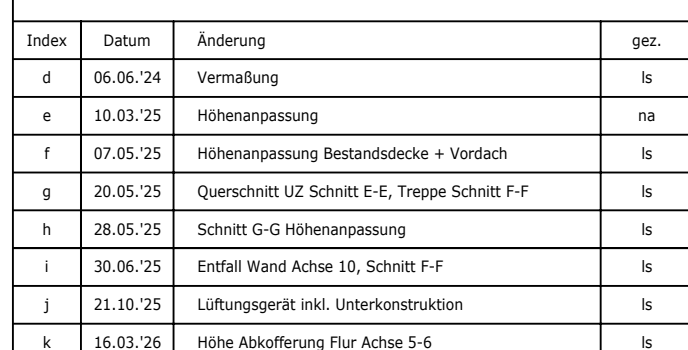 Index Datum Änderung gez.
d 06.06.'24 Vermaßung ls
e 10.03.'25 Höhenanpassung na
f 07.05.'25 Höhenanpassung Bestandsdecke + Vordach ls
g 20.05.'25 Querschnitt UZ Schnitt E-E, Treppe Schnitt F-F ls
h 28.05.'25 Schnitt G-G Höhenanpassung ls
i 30.06.'25 Entfall Wand Achse 10, Schnitt F-F ls
j 21.10.'25 Lüftungsgerät inkl. Unterkonstruktion ls
k 16.03.'26 Höhe Abkofferung Flur Achse 5-6 ls